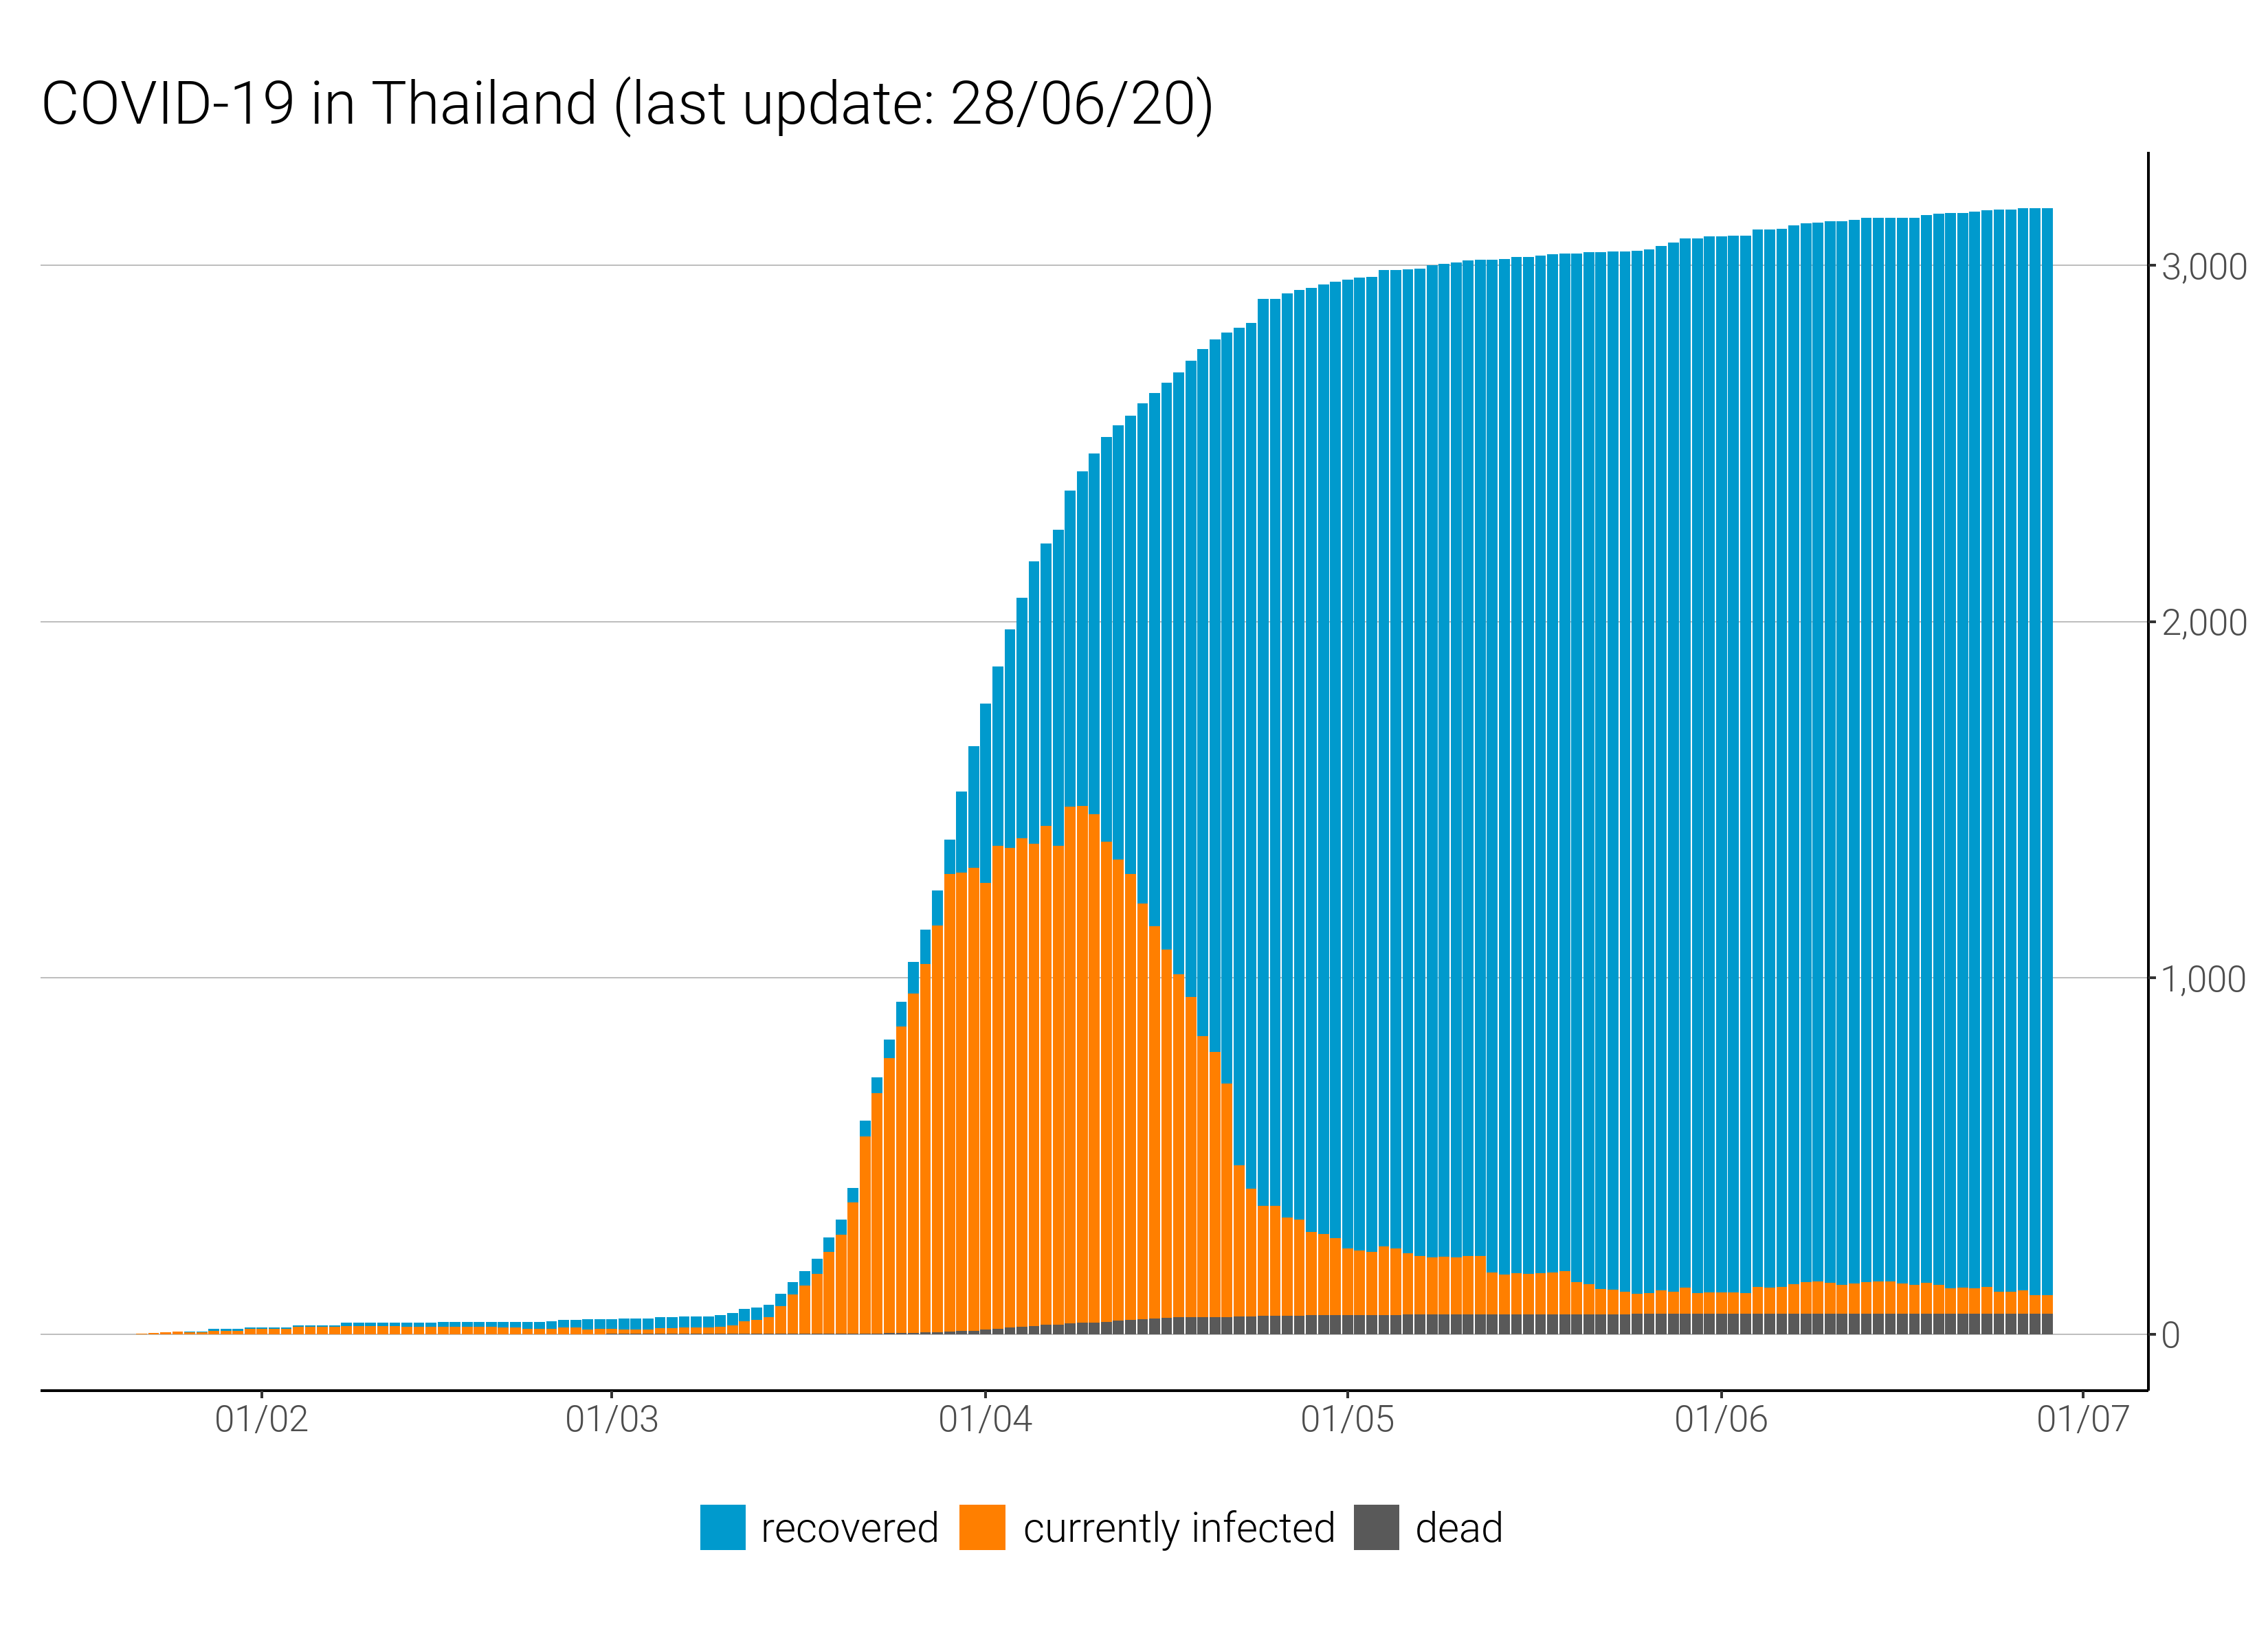 COVID-19 in Thailand (last update: 28/06/20)
3,000
2,000
1,000
0
01/02 01/03 01/04 01/05 01/06 01/07
recovered currently infected dead